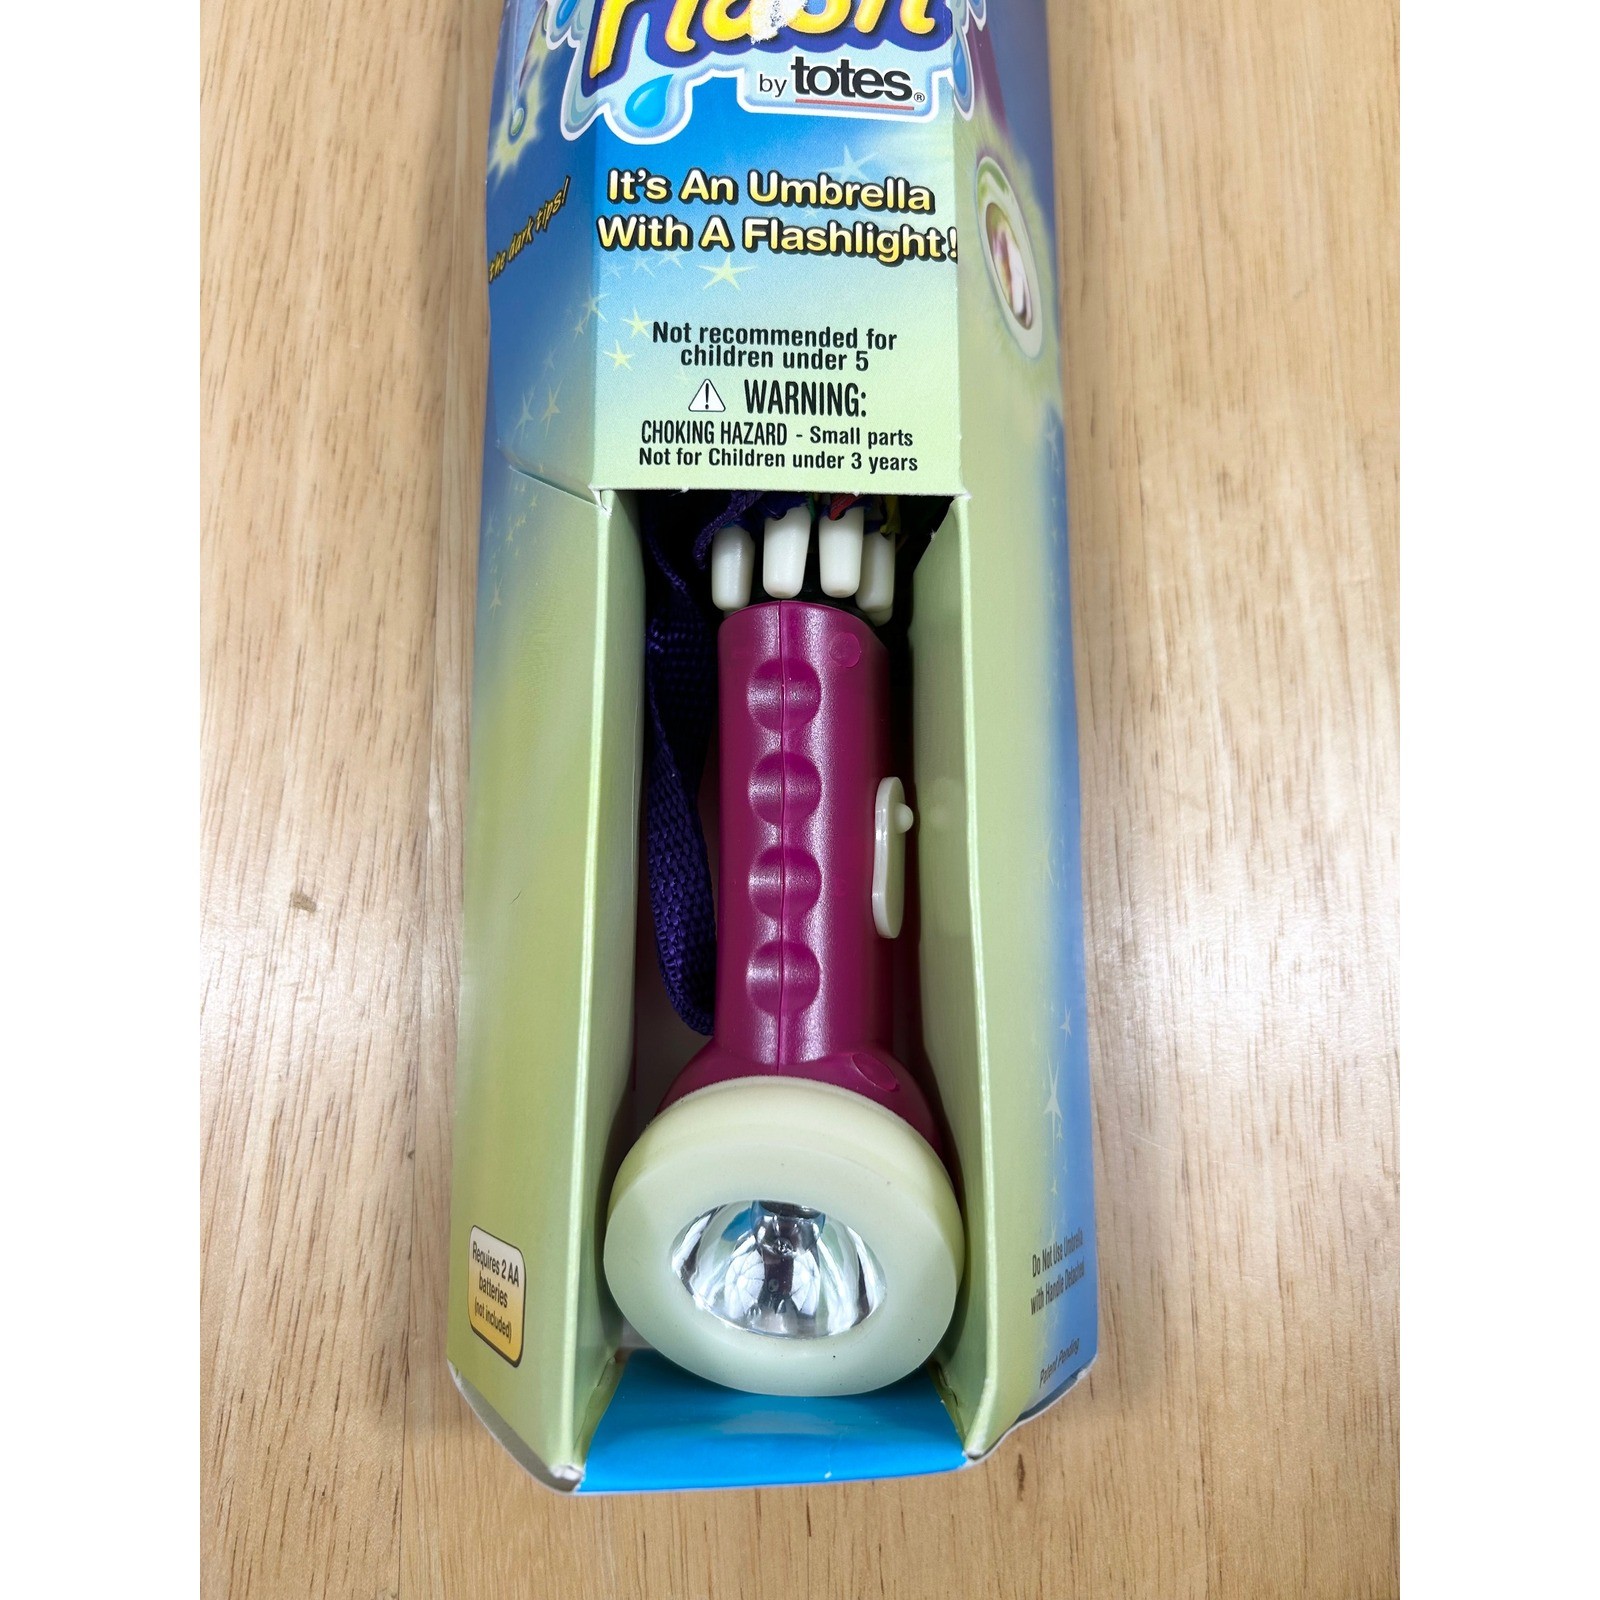 Flash
by totes®
the dark tips!
It's An Umbrella
With A Flashlight!
Not recommended for
children under 5
WARNING:
CHOKING HAZARD - Small parts
Not for Children under 3 years
Requires 2 AA
batteries
(not included)
Do Not Use Umbrella
with Handle Detached
Patent Pending